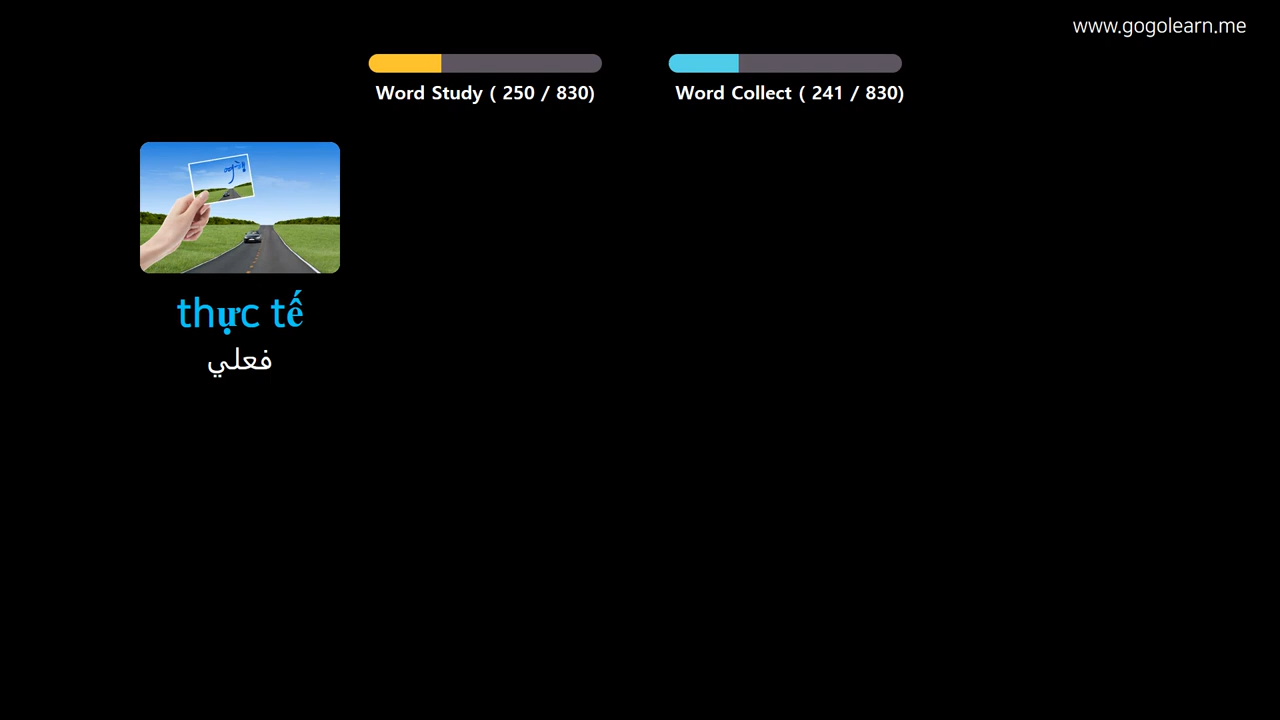 www.gogolearn.me
Word Study ( 250 / 830)
Word Collect ( 241 / 830)
thực tế
فعلي